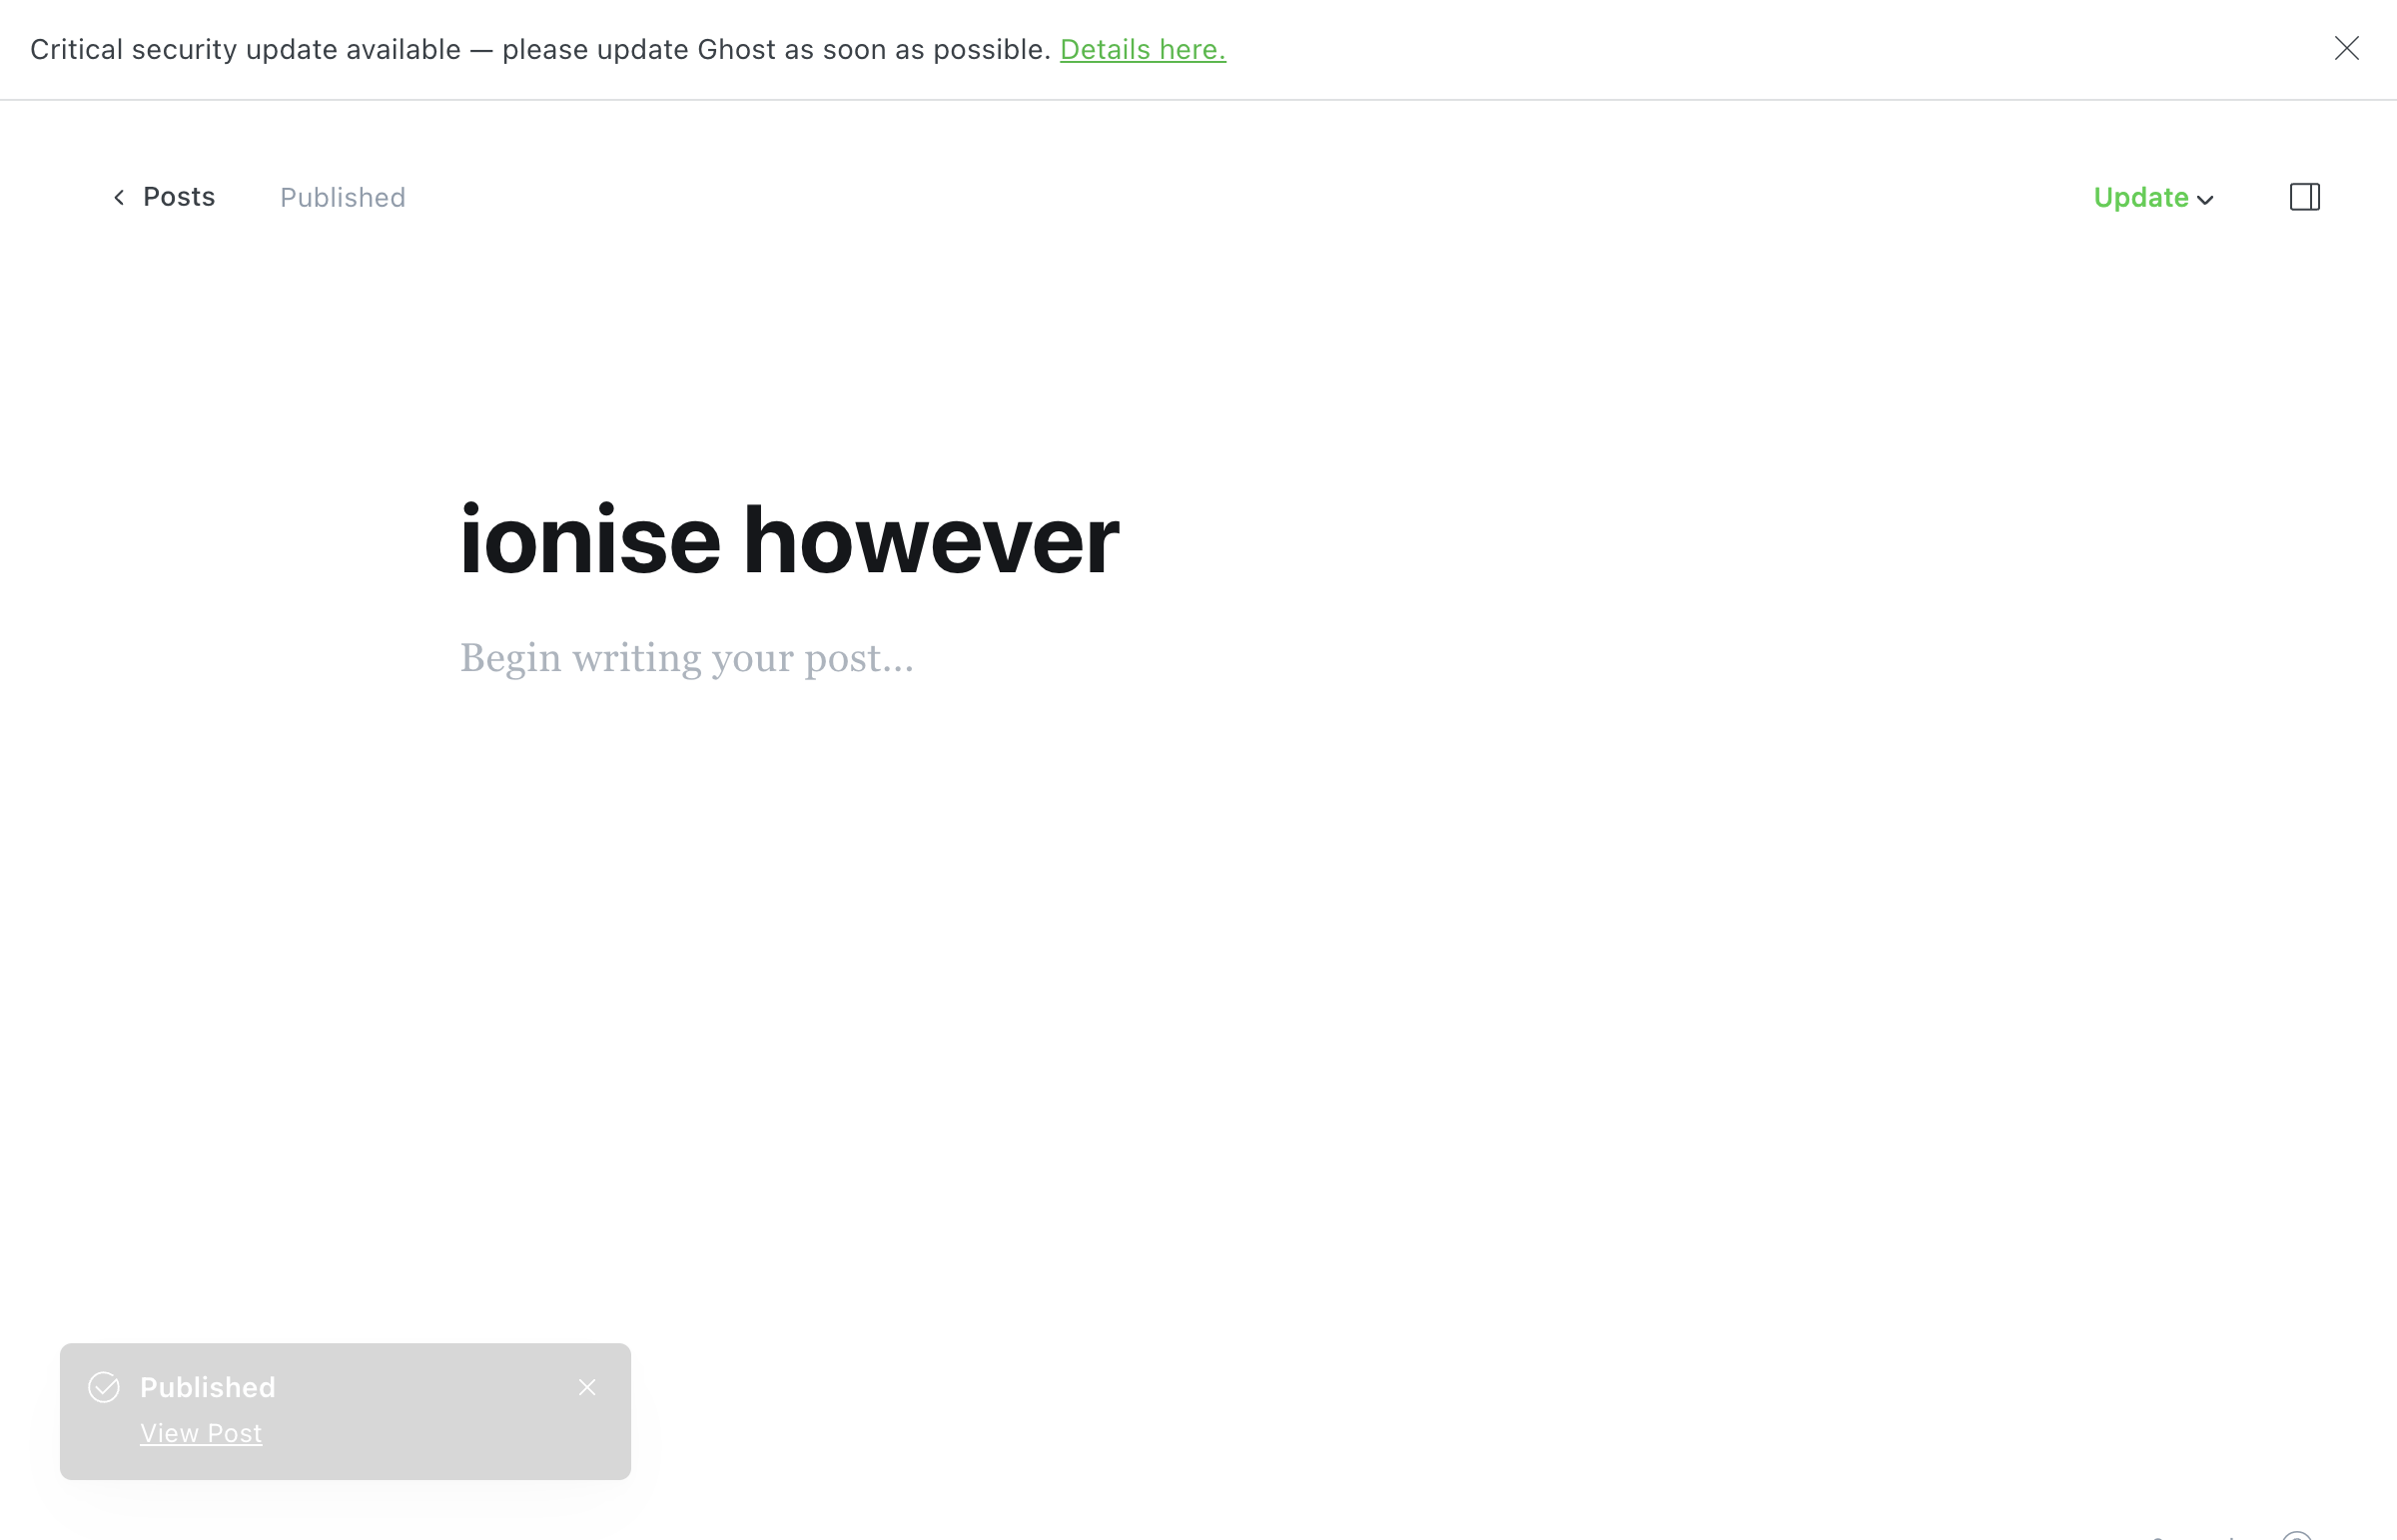 Critical security update available — please update Ghost as soon as possible. Details here.
Posts Published Update
ionise however
Begin writing your post...
Published
View Post